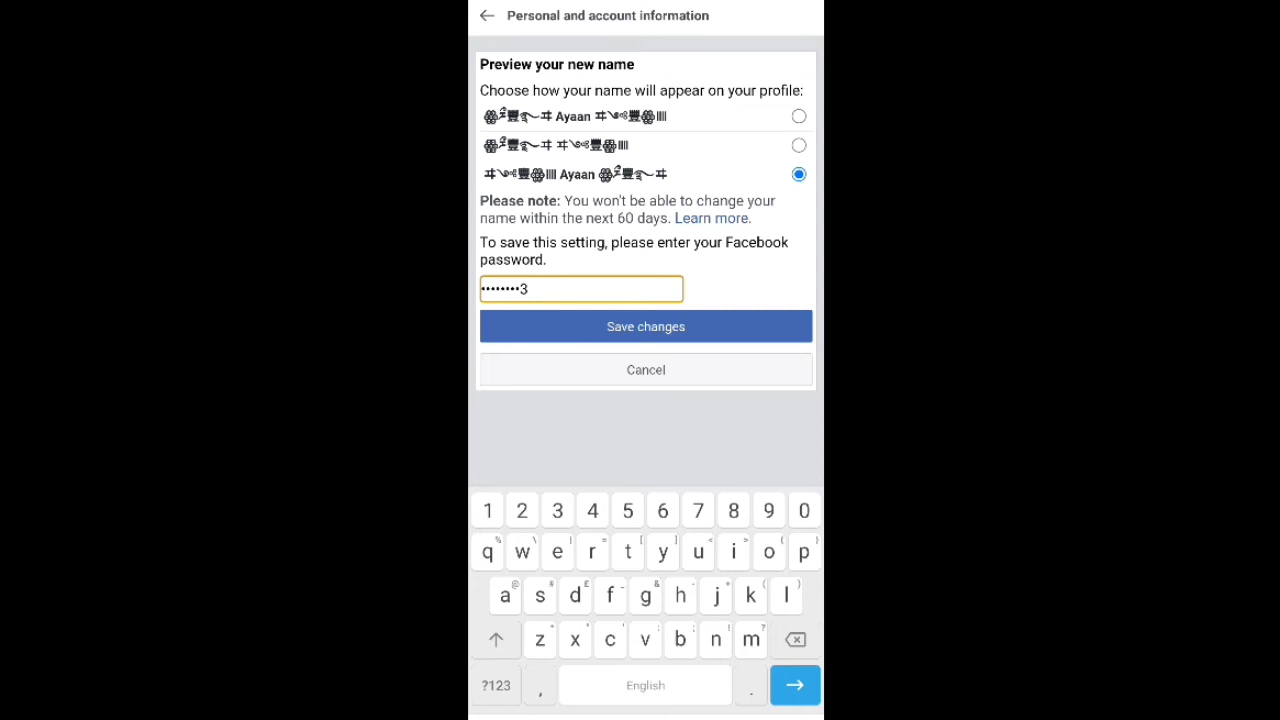 Personal and account information
Preview your new name
Choose how your name will appear on your profile:
Ayaan
Ayaan
Please note: You won't be able to change your
name within the next 60 days. Learn more.
To save this setting, please enter your Facebook
password.
••••••••3
Save changes
Cancel
1 2 3 4 5 6 7 8 9 0
q w e r t y u i o p
a s d f g h j k l
z x c v b n m
?123 , English .